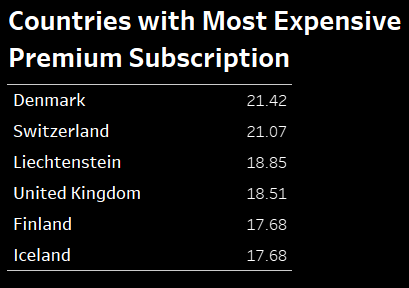 Countries with Most Expensive
Premium Subscription
Denmark 21.42
Switzerland 21.07
Liechtenstein 18.85
United Kingdom 18.51
Finland 17.68
Iceland 17.68